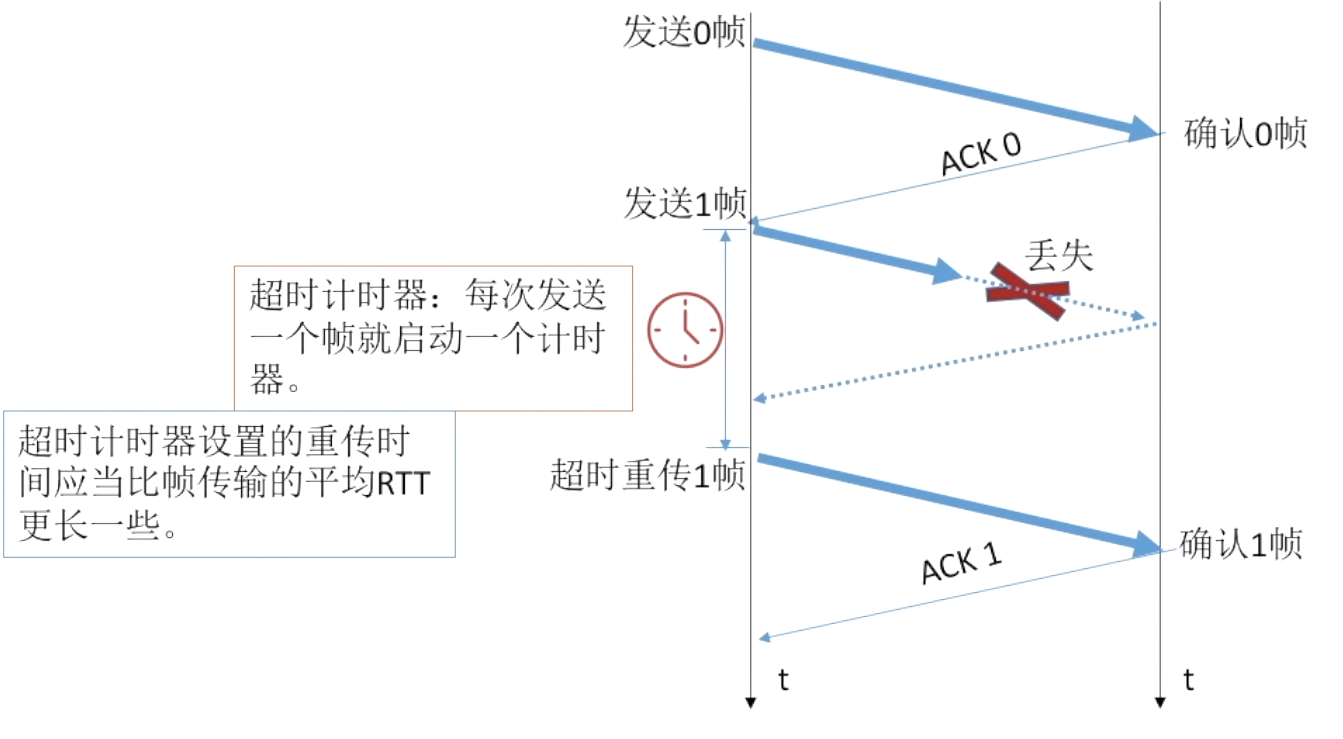 发送0帧
确认0帧
ACK 0
发送1帧
丢失
超时计时器：每次发送
一个帧就启动一个计时
器。
超时计时器设置的重传时
间应当比帧传输的平均RTT
更长一些。
超时重传1帧
确认1帧
ACK 1
t
t